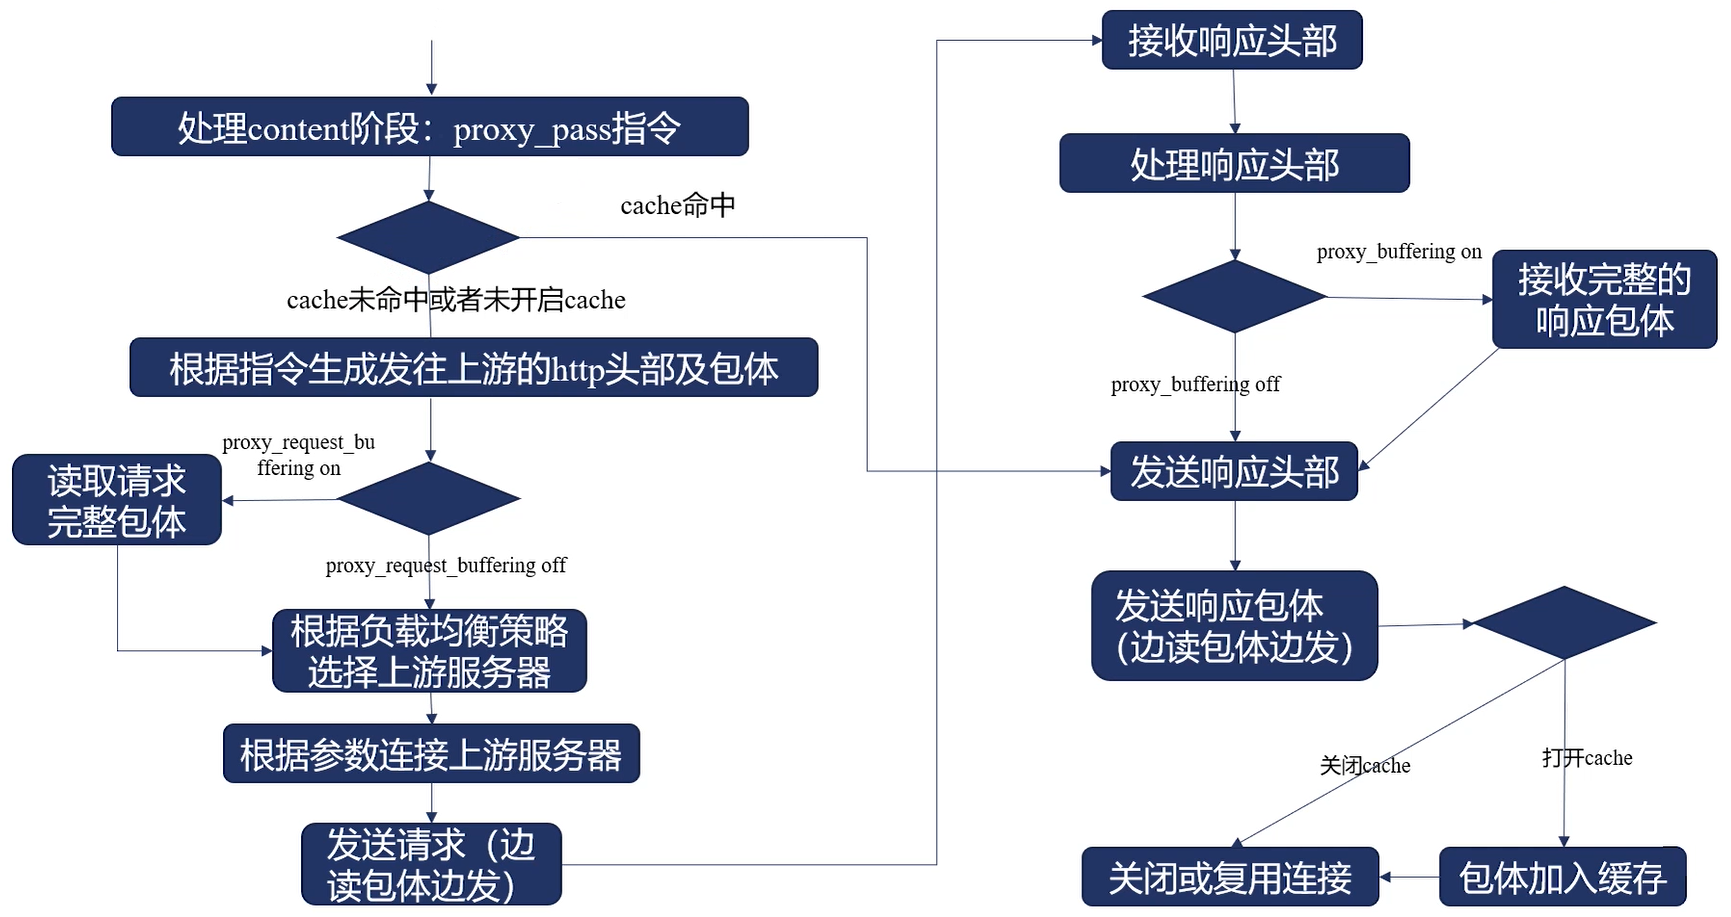 处理content阶段：proxy_pass指令
cache命中
cache未命中或者未开启cache
根据指令生成发往上游的http头部及包体
proxy_request_bu
ffering on
读取请求
完整包体
proxy_request_buffering off
根据负载均衡策略
选择上游服务器
根据参数连接上游服务器
发送请求（边
读包体边发）
接收响应头部
处理响应头部
proxy_buffering on
接收完整的
响应包体
proxy_buffering off
发送响应头部
发送响应包体
（边读包体边发）
关闭cache
打开cache
关闭或复用连接
包体加入缓存